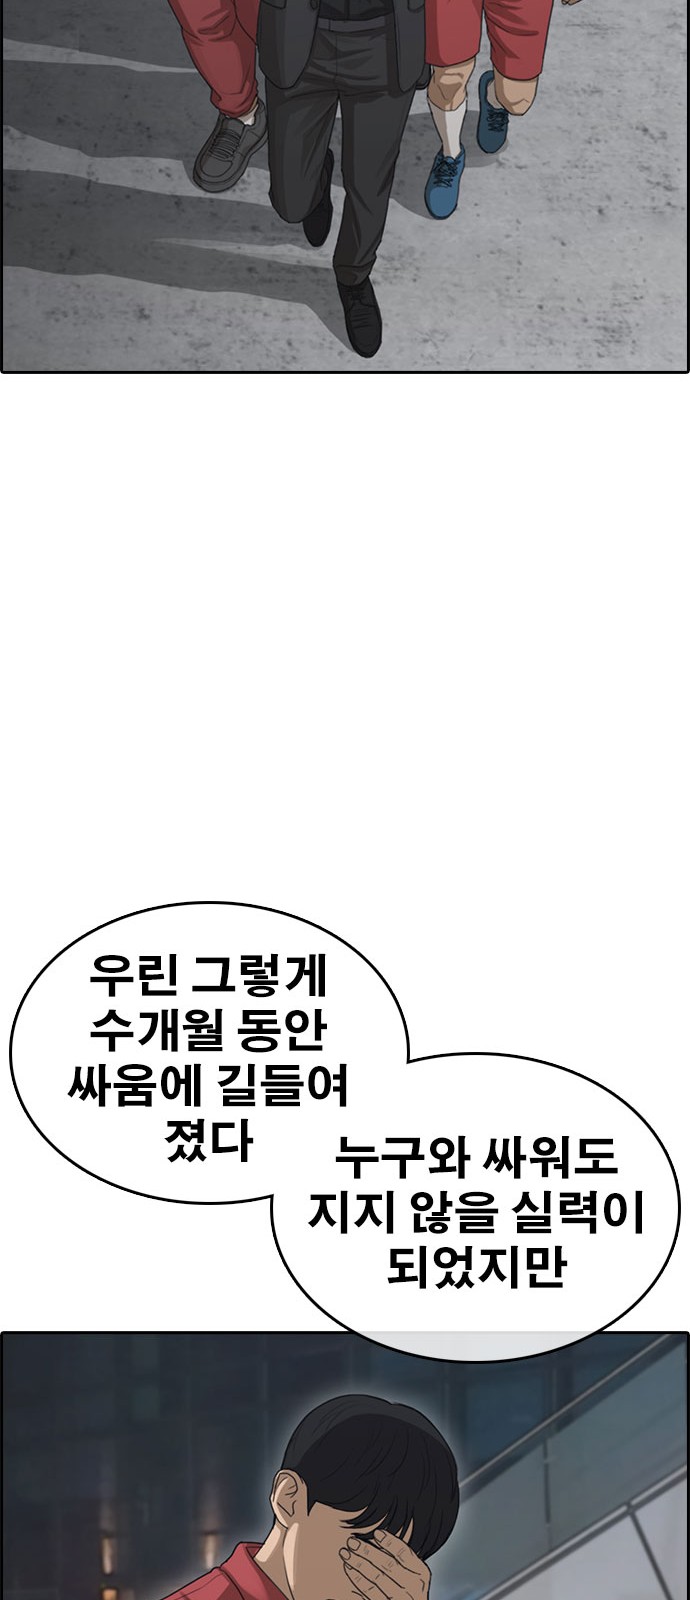 우린 그렇게
수개월 동안
싸움에 길들여
졌다
누구와 싸워도
지지 않을 실력이
되었지만